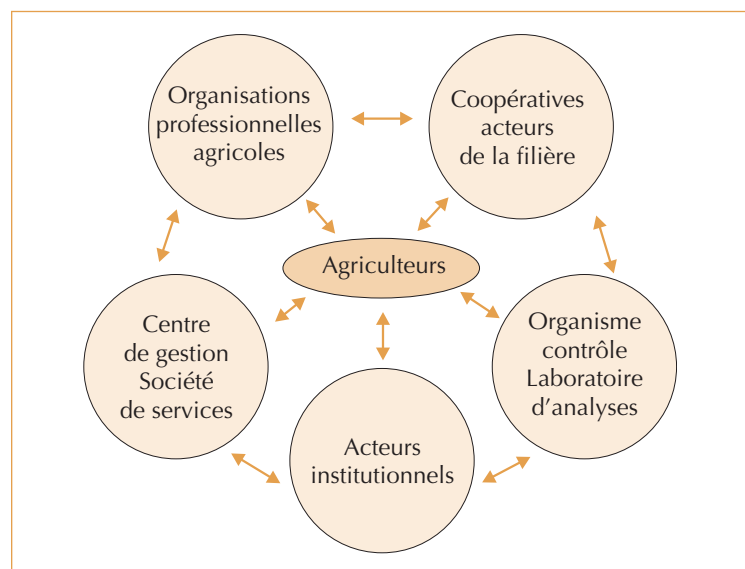 Organisations
professionnelles
agricoles
Coopératives
acteurs
de la filière
Agriculteurs
Centre
de gestion
Société
de services
Organisme
contrôle
Laboratoire
d’analyses
Acteurs
institutionnels